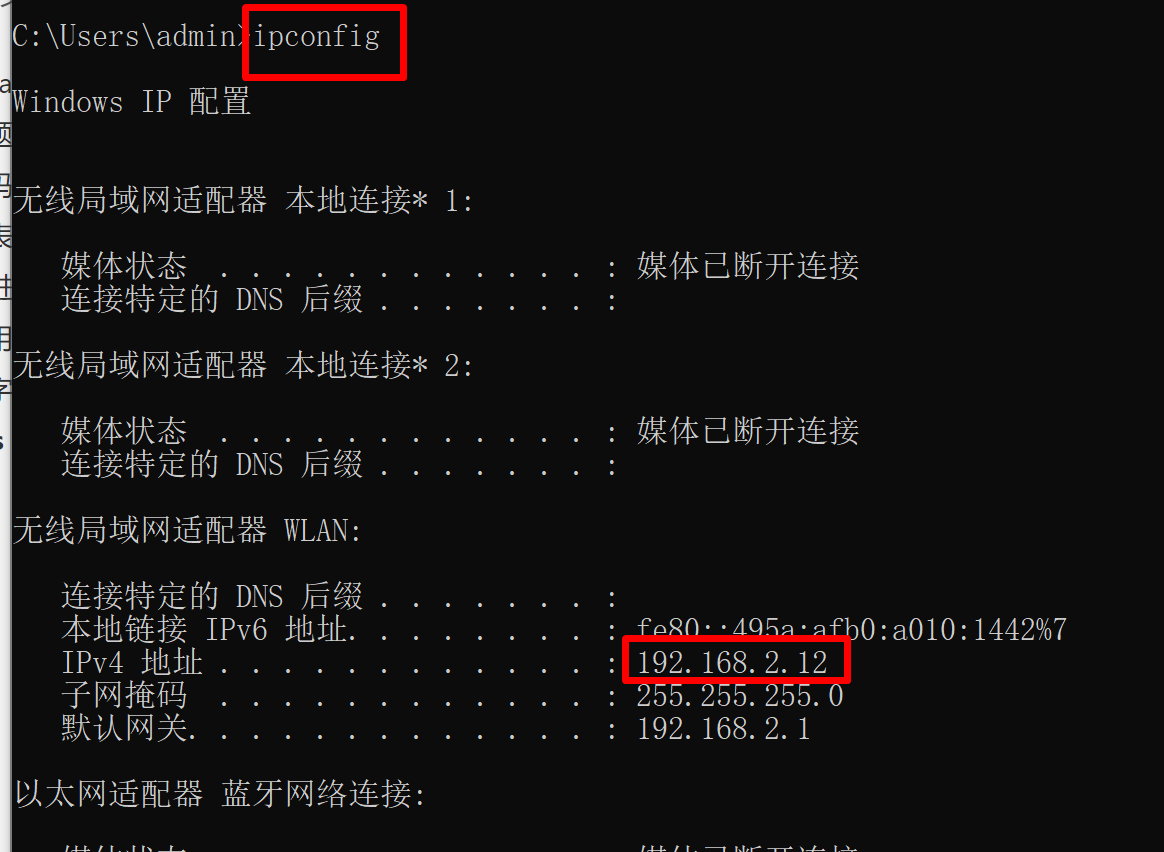 C:\Users\admin>ipconfig
Windows IP 配置
无线局域网适配器 本地连接* 1:
媒体状态 . . . . . . . . . . . . : 媒体已断开连接
连接特定的 DNS 后缀 . . . . . . . :
无线局域网适配器 本地连接* 2:
媒体状态 . . . . . . . . . . . . : 媒体已断开连接
连接特定的 DNS 后缀 . . . . . . . :
无线局域网适配器 WLAN:
连接特定的 DNS 后缀 . . . . . . . :
本地链接 IPv6 地址. . . . . . . . : fe80::495a:afb0:a010:1442%7
IPv4 地址 . . . . . . . . . . . . : 192.168.2.12
子网掩码 . . . . . . . . . . . . : 255.255.255.0
默认网关. . . . . . . . . . . . . : 192.168.2.1
以太网适配器 蓝牙网络连接: